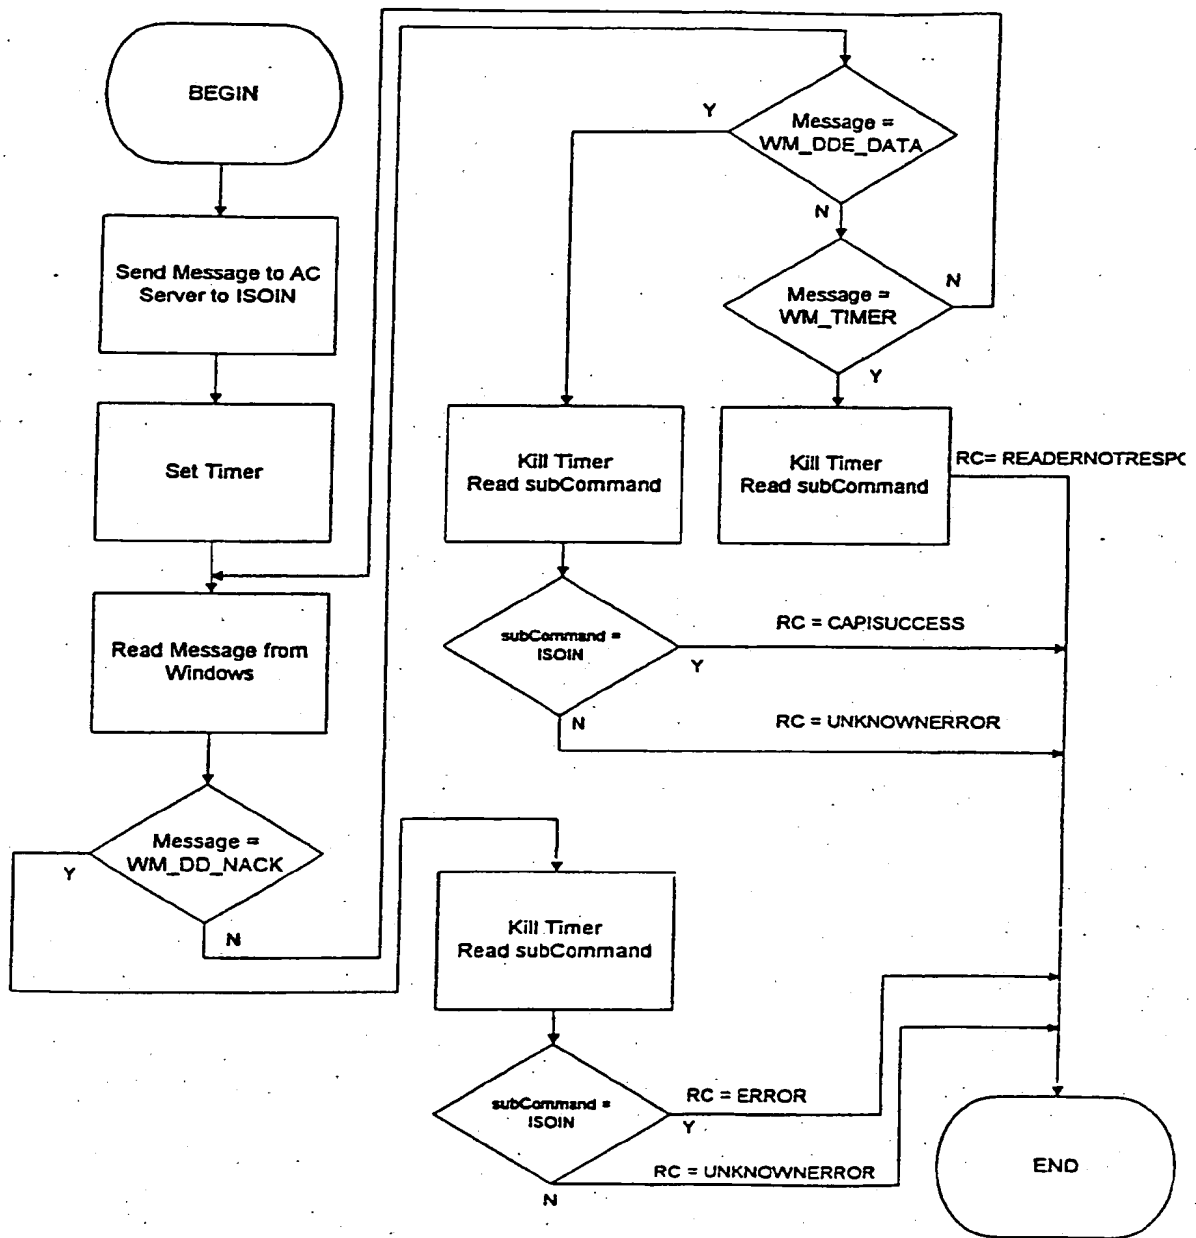 BEGIN
Send Message to AC
Server to ISOIN
Set Timer
Read Message from
Windows
Message =
WM_DD_NACK
Y
N
Message =
WM_DDE_DATA
Y
N
Message =
WM_TIMER
N
Y
Kill Timer
Read subCommand
Kill Timer
Read subCommand
RC= READERNOTRESPC
subCommand =
ISOIN
RC = CAPISUCCESS
Y
N
RC = UNKNOWNERROR
Kill Timer
Read subCommand
subCommand =
ISOIN
RC = ERROR
Y
RC = UNKNOWNERROR
N
END